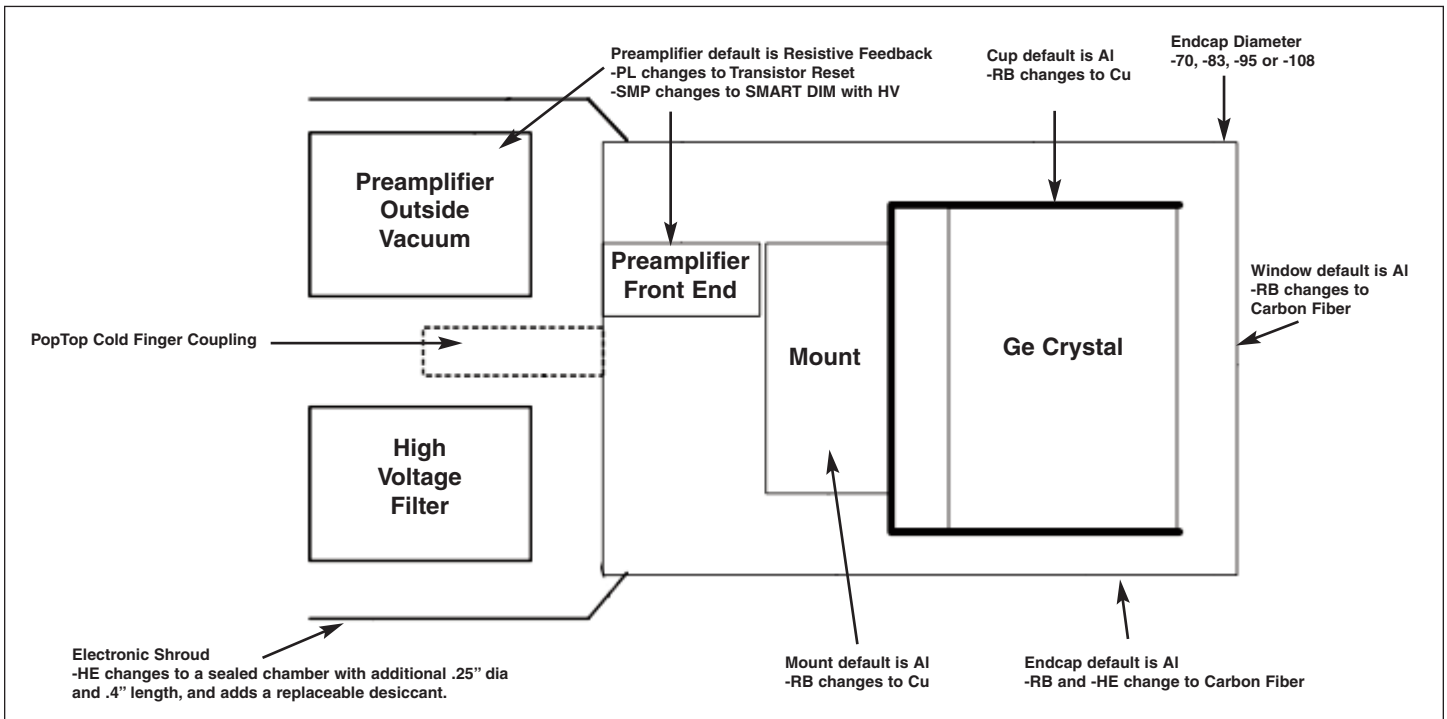 Preamplifier default is Resistive Feedback
-PL changes to Transistor Reset
-SMP changes to SMART DIM with HV
Cup default is Al
-RB changes to Cu
Endcap Diameter
-70, -83, -95 or -108
Preamplifier
Outside
Vacuum
Preamplifier
Front End
Window default is Al
-RB changes to
Carbon Fiber
PopTop Cold Finger Coupling
Mount
Ge Crystal
High
Voltage
Filter
Electronic Shroud
-HE changes to a sealed chamber with additional .25” dia
and .4” length, and adds a replaceable desiccant.
Mount default is Al
-RB changes to Cu
Endcap default is Al
-RB and -HE change to Carbon Fiber